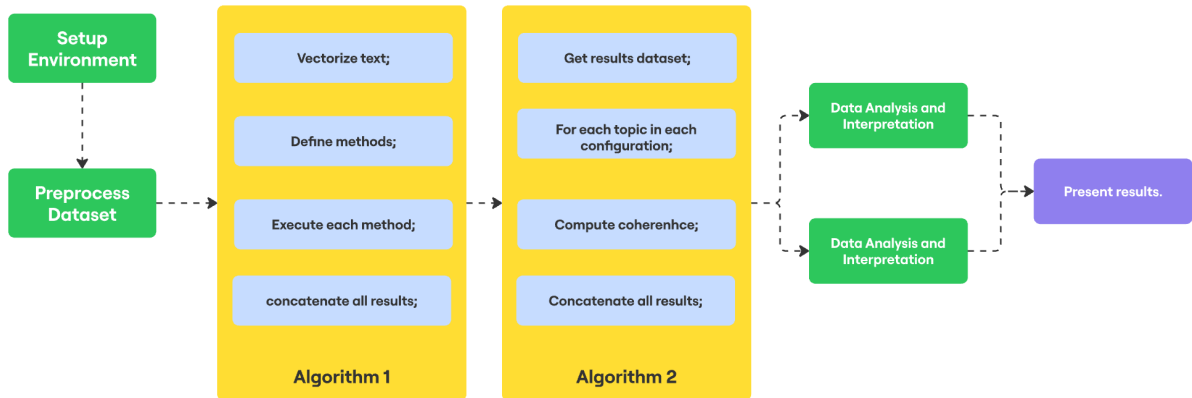 Setup
Environment
Preprocess
Dataset
Vectorize text;
Define methods;
Execute each method;
concatenate all results;
Algorithm 1
Get results dataset;
For each topic in each
configuration;
Compute coherenhce;
Concatenate all results;
Algorithm 2
Data Analysis and
Interpretation
Data Analysis and
Interpretation
Present results.